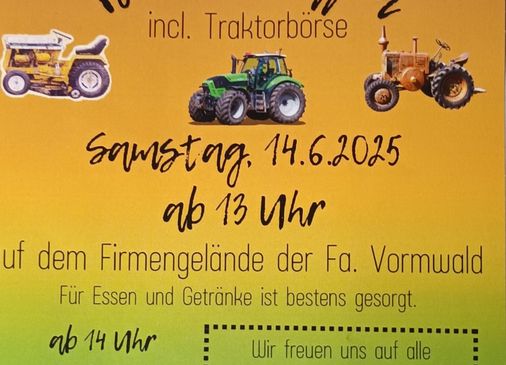 incl. Traktorbörse
Samstag, 14.6.2025
ab 13 Uhr
uf dem Firmengelände der Fa. Vormwald
Für Essen und Getränke ist bestens gesorgt.
ab 14 Uhr
Wir freuen uns auf alle